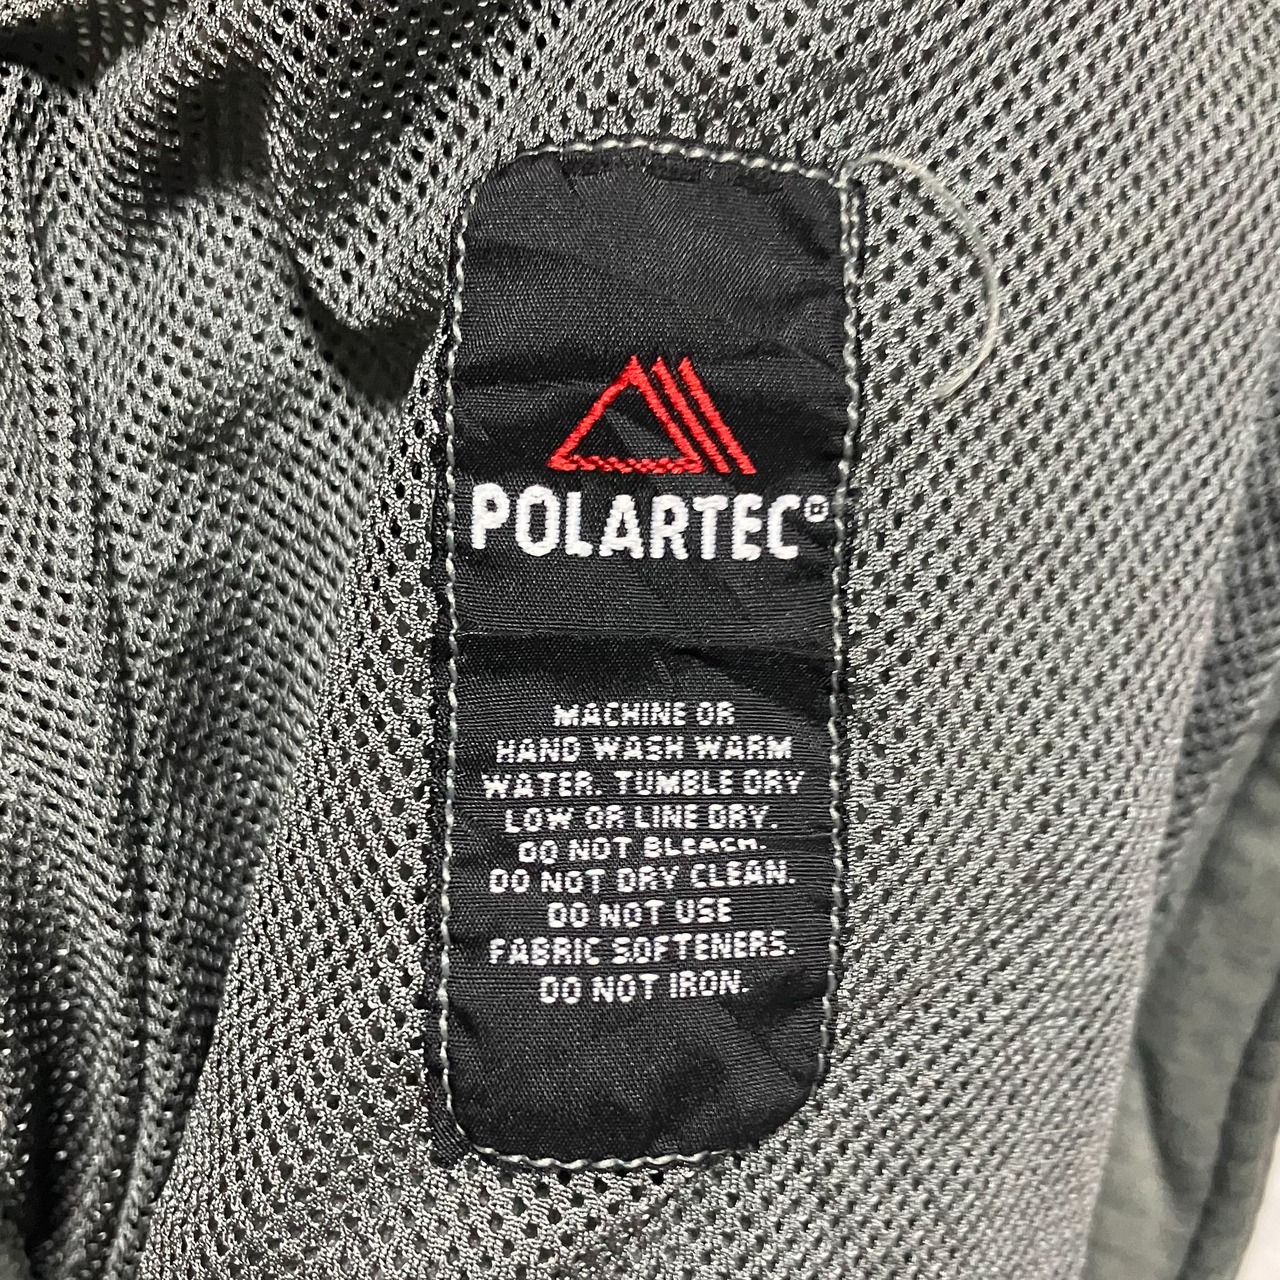 POLARTEC®
MACHINE OR
HAND WASH WARM
WATER. TUMBLE DRY
LOW OR LINE DRY.
DO NOT BLEACH.
DO NOT DRY CLEAN.
DO NOT USE
FABRIC SOFTENERS.
DO NOT IRON.